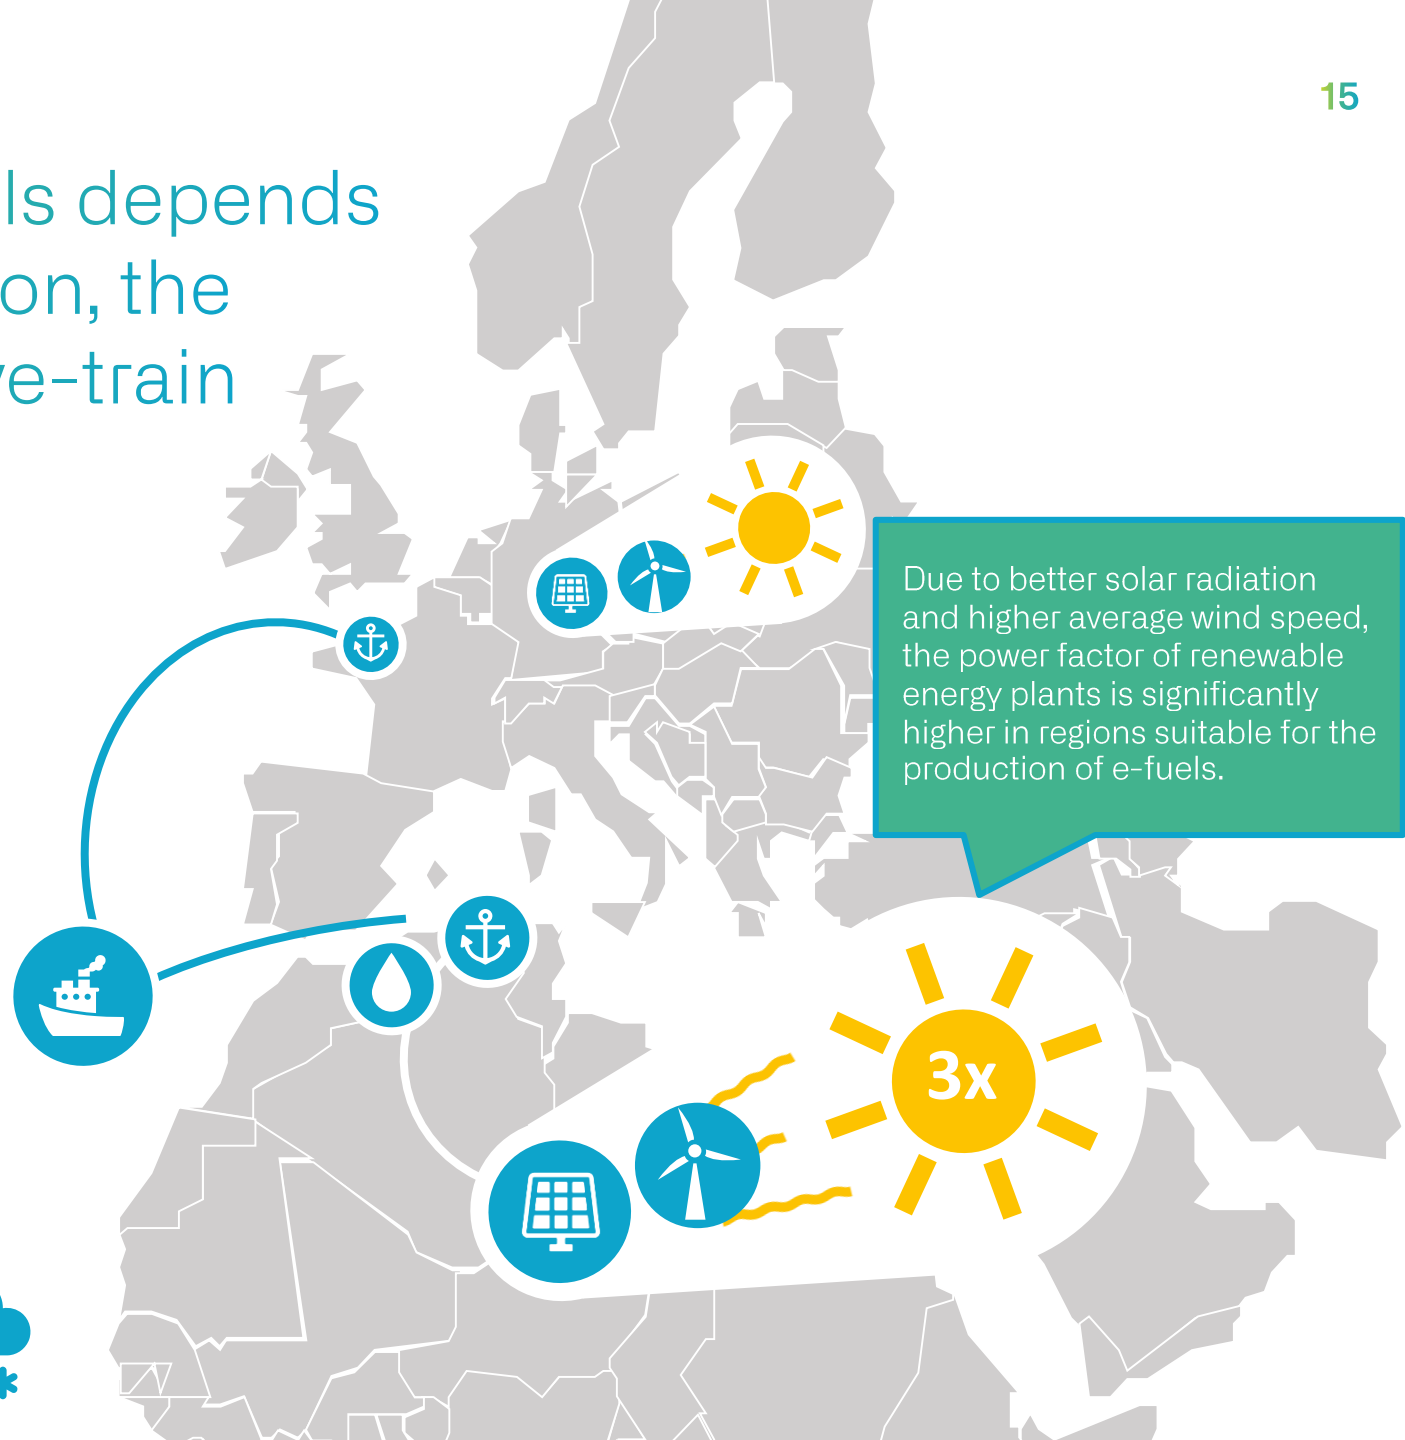 15
ls depends
on, the
e-train
Due to better solar radiation
and higher average wind speed,
the power factor of renewable
energy plants is significantly
higher in regions suitable for the
production of e-fuels.
3x